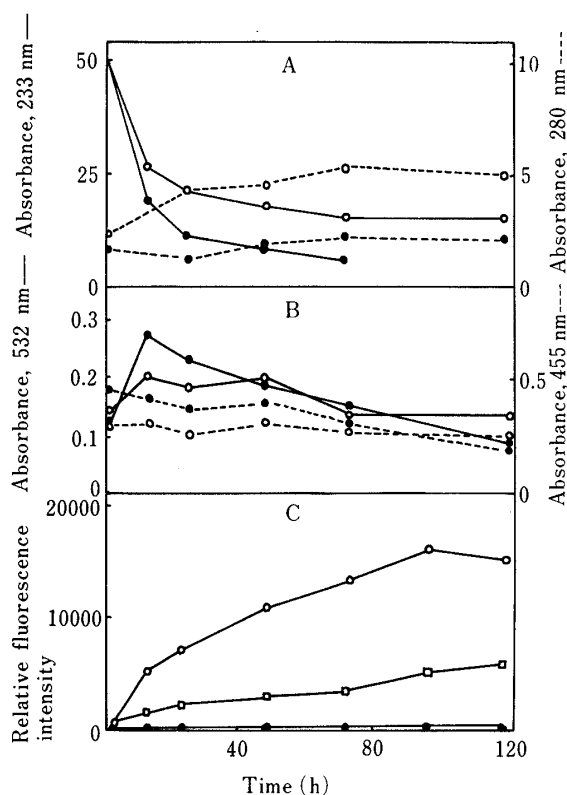 A
50
25
0
10
5
0
Absorbance, 233 nm
Absorbance, 280 nm
B
0.3
0.2
0.1
0
0.5
0
Absorbance, 532 nm
Absorbance, 455 nm
C
20000
10000
0
Relative fluorescence
intensity
40
80
120
Time (h)